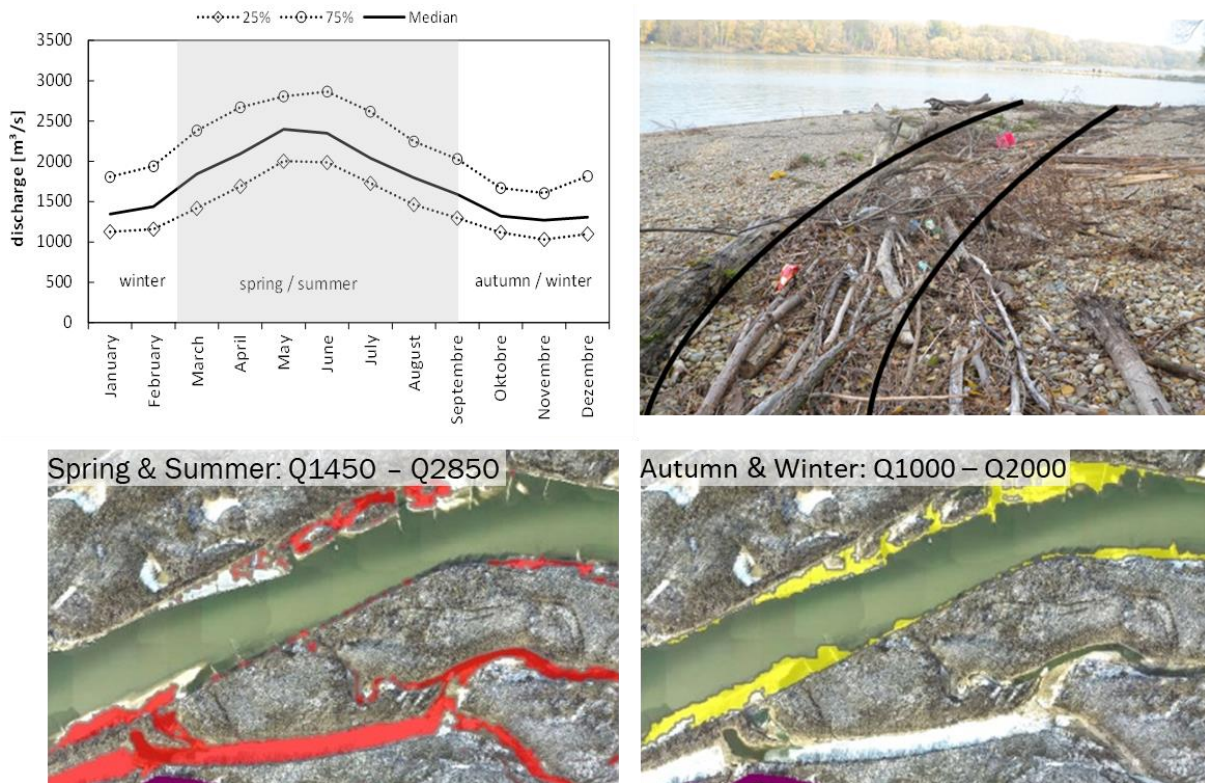 25% 75% Median
3500
3000
2500
2000
1500
1000
500
0
discharge [m³/s]
winter
spring / summer
autumn / winter
January
February
March
April
May
June
July
August
Septembre
Oktobre
Novembre
Dezembre
Spring & Summer: Q1450 – Q2850
Autumn & Winter: Q1000 – Q2000